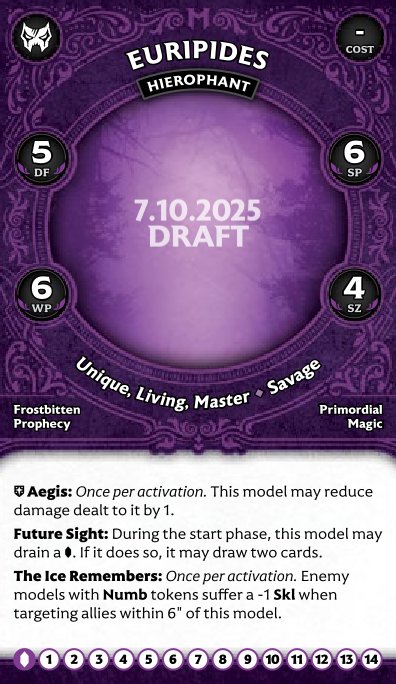 M
EURIPIDES
HIEROPHANT
-
COST
5
DF
6
SP
7.10.2025
DRAFT
6
WP
4
SZ
Unique, Living, Master ◆ Savage
Frostbitten
Prophecy
Primordial
Magic
Aegis: Once per activation. This model may reduce
damage dealt to it by 1.
Future Sight: During the start phase, this model may
drain a . If it does so, it may draw two cards.
The Ice Remembers: Once per activation. Enemy
models with Numb tokens suffer a -1 Skl when
targeting allies within 6" of this model.
1 2 3 4 5 6 7 8 9 10 11 12 13 14